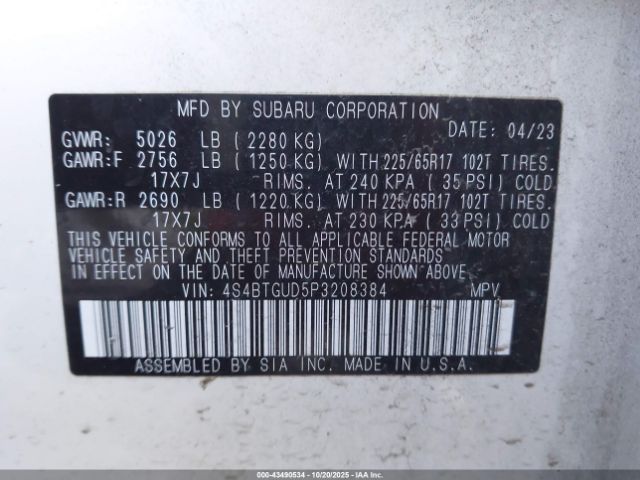 MFD BY SUBARU CORPORATION
DATE: 04/23
GVWR: 5026 LB ( 2280 KG)
GAWR:F 2756 LB ( 1250 KG) WITH 225/65R17 102T TIRES.
17X7J RIMS. AT 240 KPA ( 35 PSI) COLD
GAWR:R 2690 LB ( 1220 KG) WITH 225/65R17 102T TIRES.
17X7J RIMS. AT 230 KPA ( 33 PSI) COLD
THIS VEHICLE CONFORMS TO ALL APPLICABLE FEDERAL MOTOR
VEHICLE SAFETY AND THEFT PREVENTION STANDARDS
IN EFFECT ON THE DATE OF MANUFACTURE SHOWN ABOVE.
VIN: 4S4BTGUD5P3208384 MPV
ASSEMBLED BY SIA INC. MADE IN U.S.A.
000-43490534 - 10/20/2025 - IAA, Inc.